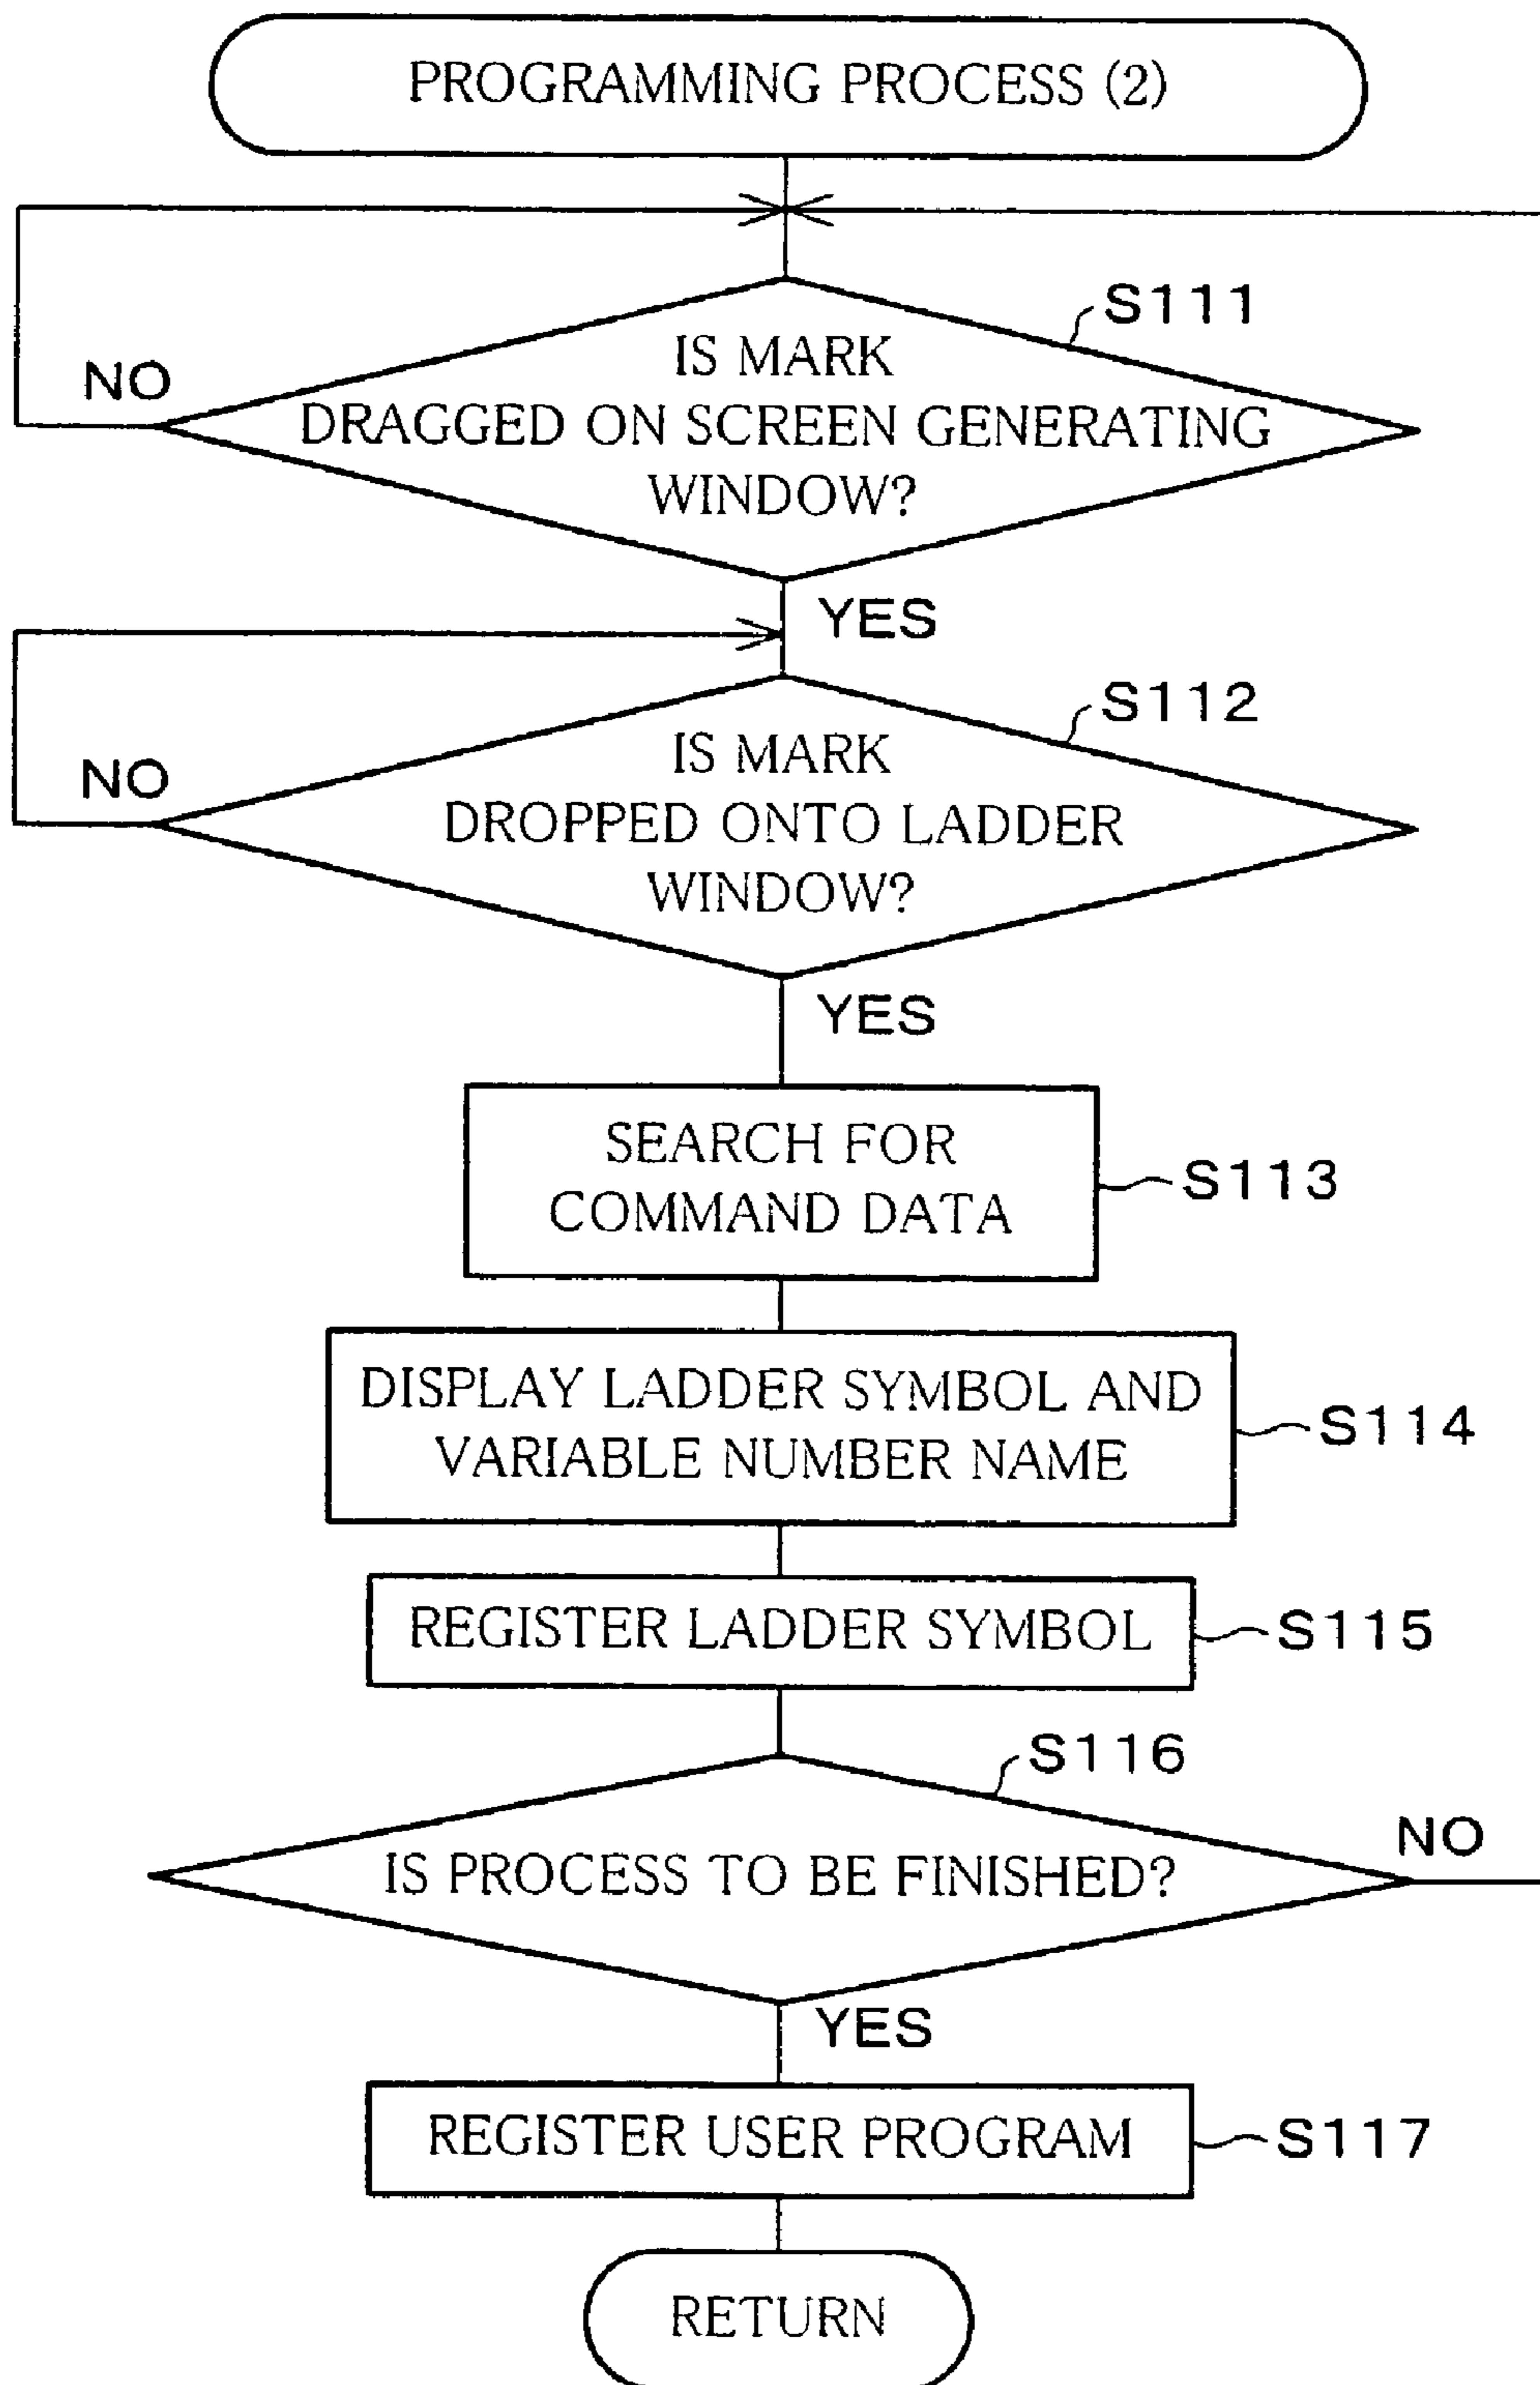 PROGRAMMING PROCESS (2)
S111
IS MARK
NO
DRAGGED ON SCREEN GENERATING
WINDOW?
YES
S112
IS MARK
NO
DROPPED ONTO LADDER
WINDOW?
YES
SEARCH FOR
COMMAND DATA
S113
DISPLAY LADDER SYMBOL AND
VARIABLE NUMBER NAME
S114
REGISTER LADDER SYMBOL
S115
S116
NO
IS PROCESS TO BE FINISHED?
YES
REGISTER USER PROGRAM
S117
RETURN